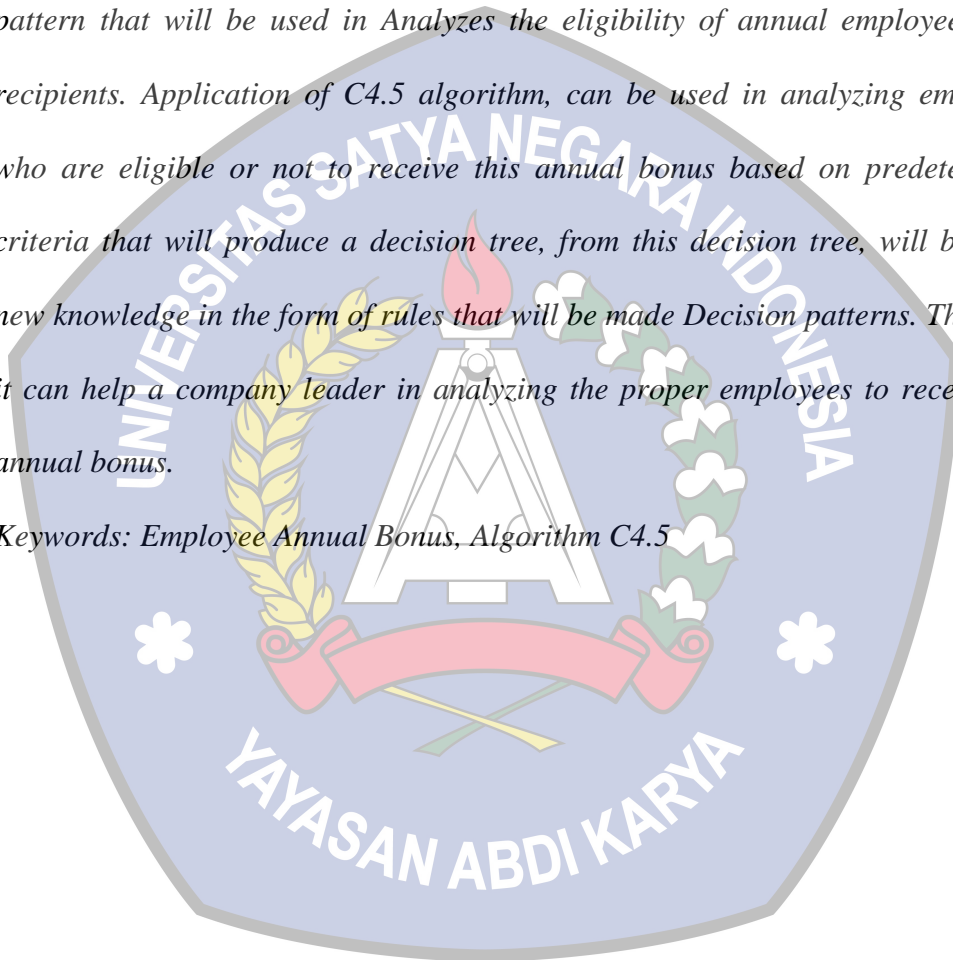 pattern that will be used in Analyzes the eligibility of annual employee
recipients. Application of C4.5 algorithm, can be used in analyzing em
who are eligible or not to receive this annual bonus based on predete
criteria that will produce a decision tree, from this decision tree, will b
new knowledge in the form of rules that will be made Decision patterns. Th
it can help a company leader in analyzing the proper employees to rece
annual bonus.
Keywords: Employee Annual Bonus, Algorithm C4.5
UNIVERSITAS SATYA NEGARA INDONESIA
YAYASAN ABDI KARYA